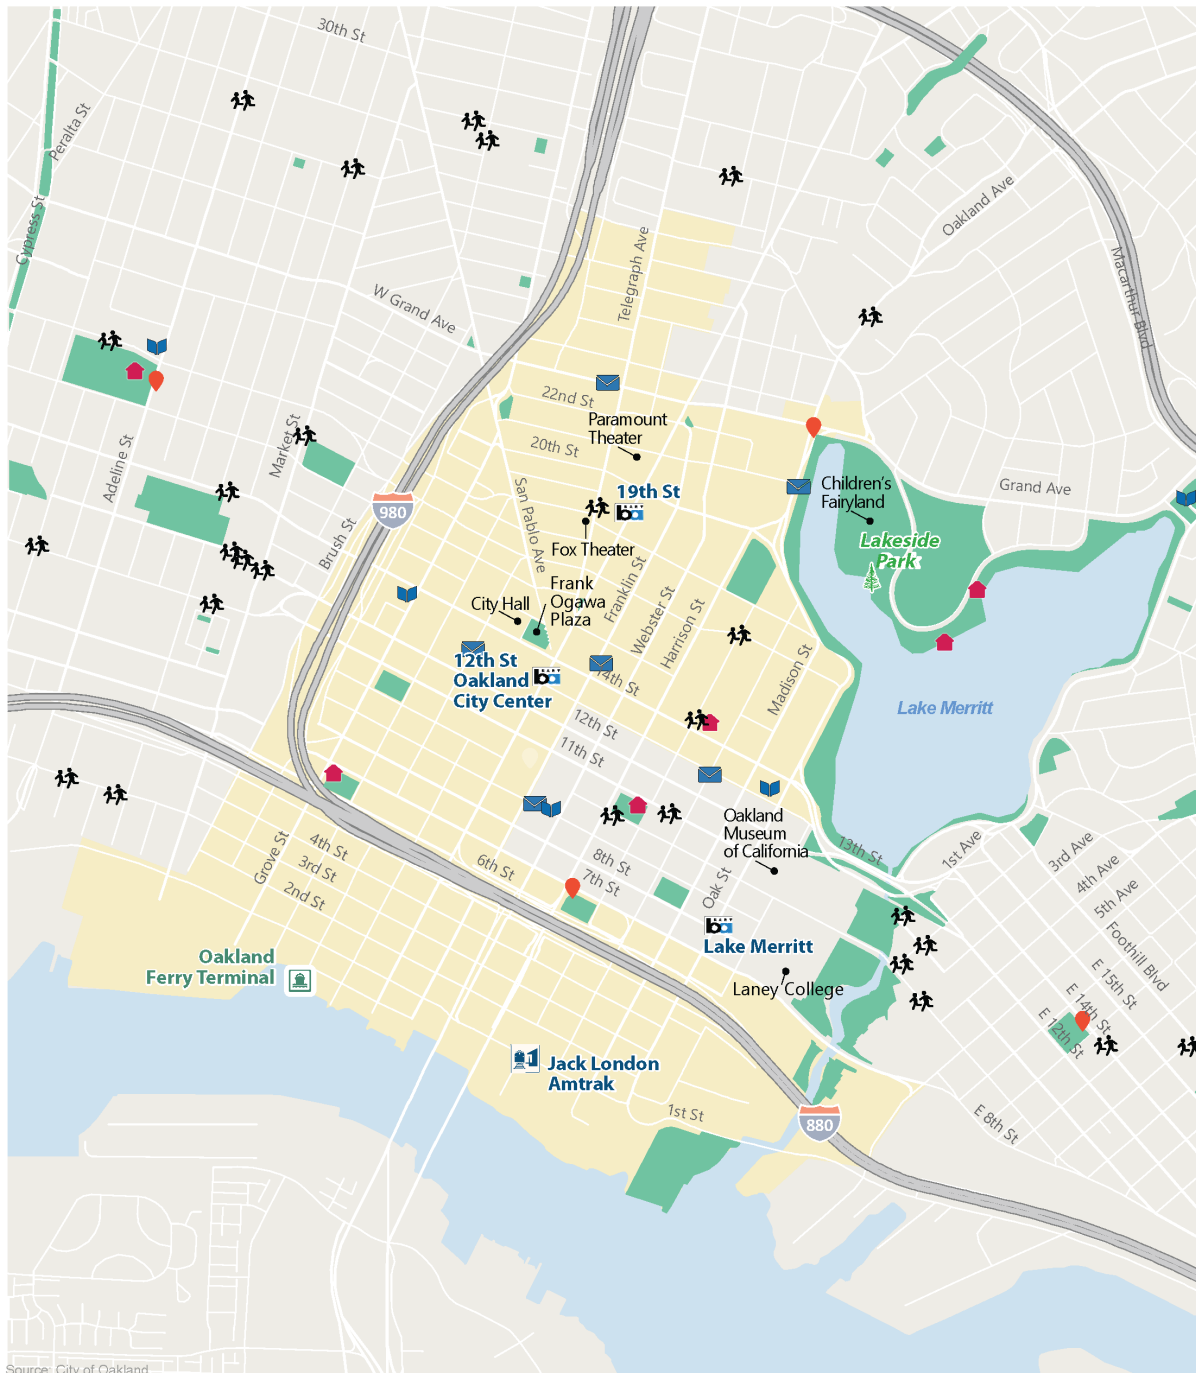 30th St
Peralta St
Cypress St
Oakland Ave
Macarthur Blvd
Telegraph Ave
W Grand Ave
22nd St
Paramount
Theater
20th St
Market St
Adeline St
San Pablo Ave
19th St
ba
Children's
Fairyland
Grand Ave
980
Brush St
Fox Theater
Lakeside
Park
Frank
Ogawa
Plaza
City Hall
Franklin St
Webster St
Harrison St
12th St
Oakland
City Center
ba
14th St
Madison St
Lake Merritt
12th St
11th St
Oakland
Museum
of California
13th St
1st Ave
3rd Ave
4th Ave
5th Ave
Foothill Blvd
Grove St
4th St
3rd St
2nd St
6th St
8th St
7th St
Oak St
ba
Lake Merritt
Laney College
E 15th St
E 14th St
E 12th St
Oakland
Ferry Terminal
Jack London
Amtrak
1st St
880
E 8th St
Source: City of Oakland